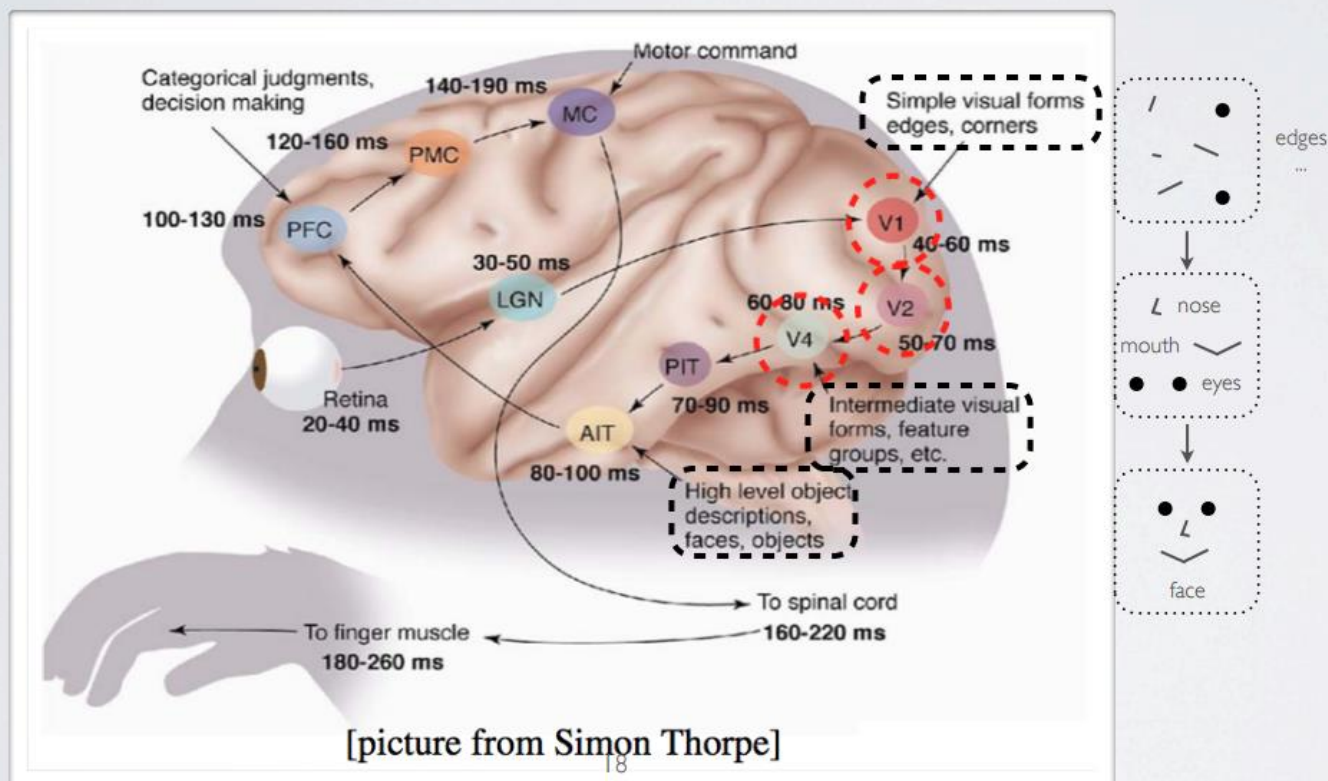 Motor command
Categorical judgments,
decision making
140-190 ms
MC
Simple visual forms
edges, corners
120-160 ms
PMC
100-130 ms
PFC
V1
40-60 ms
30-50 ms
LGN
60-80 ms
V2
V4
50-70 ms
PIT
Retina
20-40 ms
70-90 ms
Intermediate visual
forms, feature
groups, etc.
AIT
80-100 ms
High level object
descriptions,
faces, objects
To spinal cord
160-220 ms
To finger muscle
180-260 ms
[picture from Simon Thorpe]
18
edges
...
nose
mouth
eyes
face